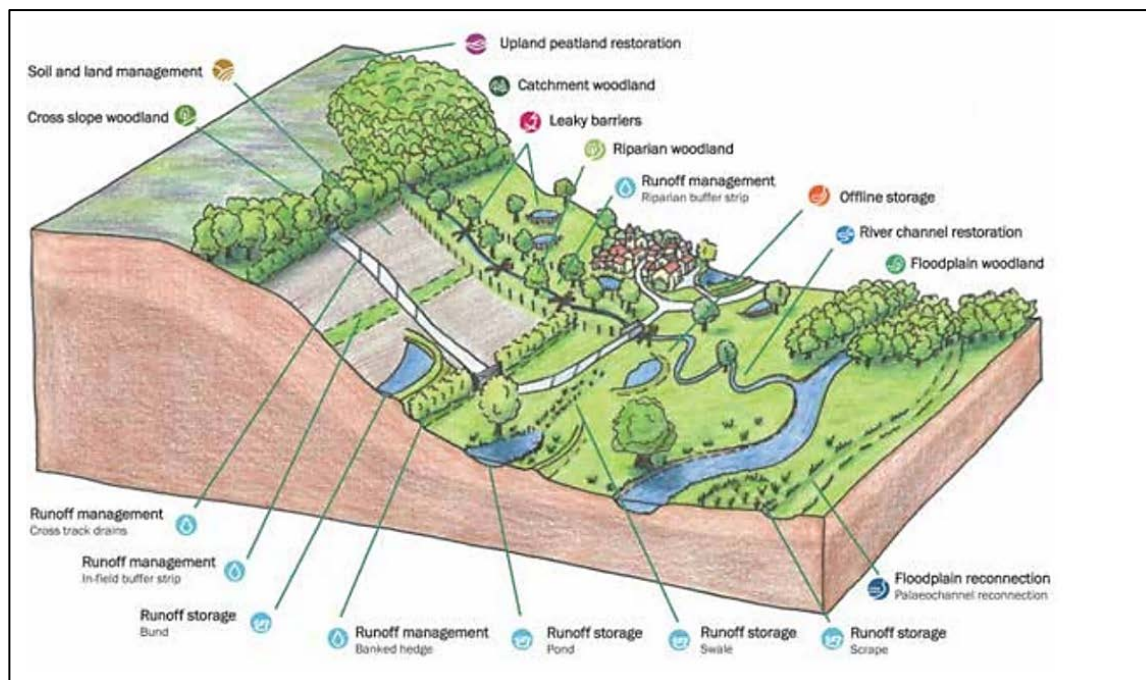 Upland peatland restoration
Soil and land management
Catchment woodland
Cross slope woodland
Leaky barriers
Riparian woodland
Runoff management
Riparian buffer strip
Offline storage
River channel restoration
Floodplain woodland
Runoff management
Cross track drains
Runoff management
In-field buffer strip
Runoff storage
Bund
Runoff management
Banked hedge
Runoff storage
Pond
Runoff storage
Swale
Runoff storage
Scrape
Floodplain reconnection
Palaeochannel reconnection